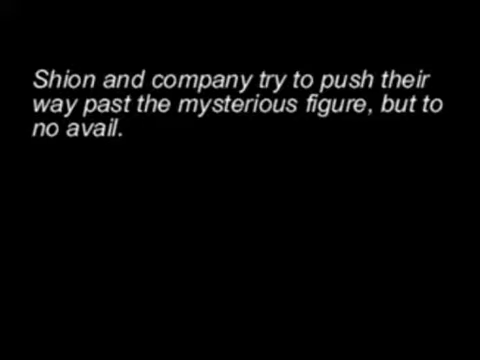 Shion and company try to push their
way past the mysterious figure, but to
no avail.